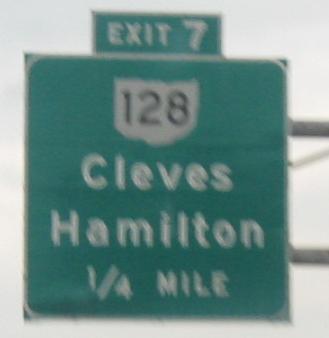 EXIT 7
128
Cleves
Hamilton
1/4 MILE